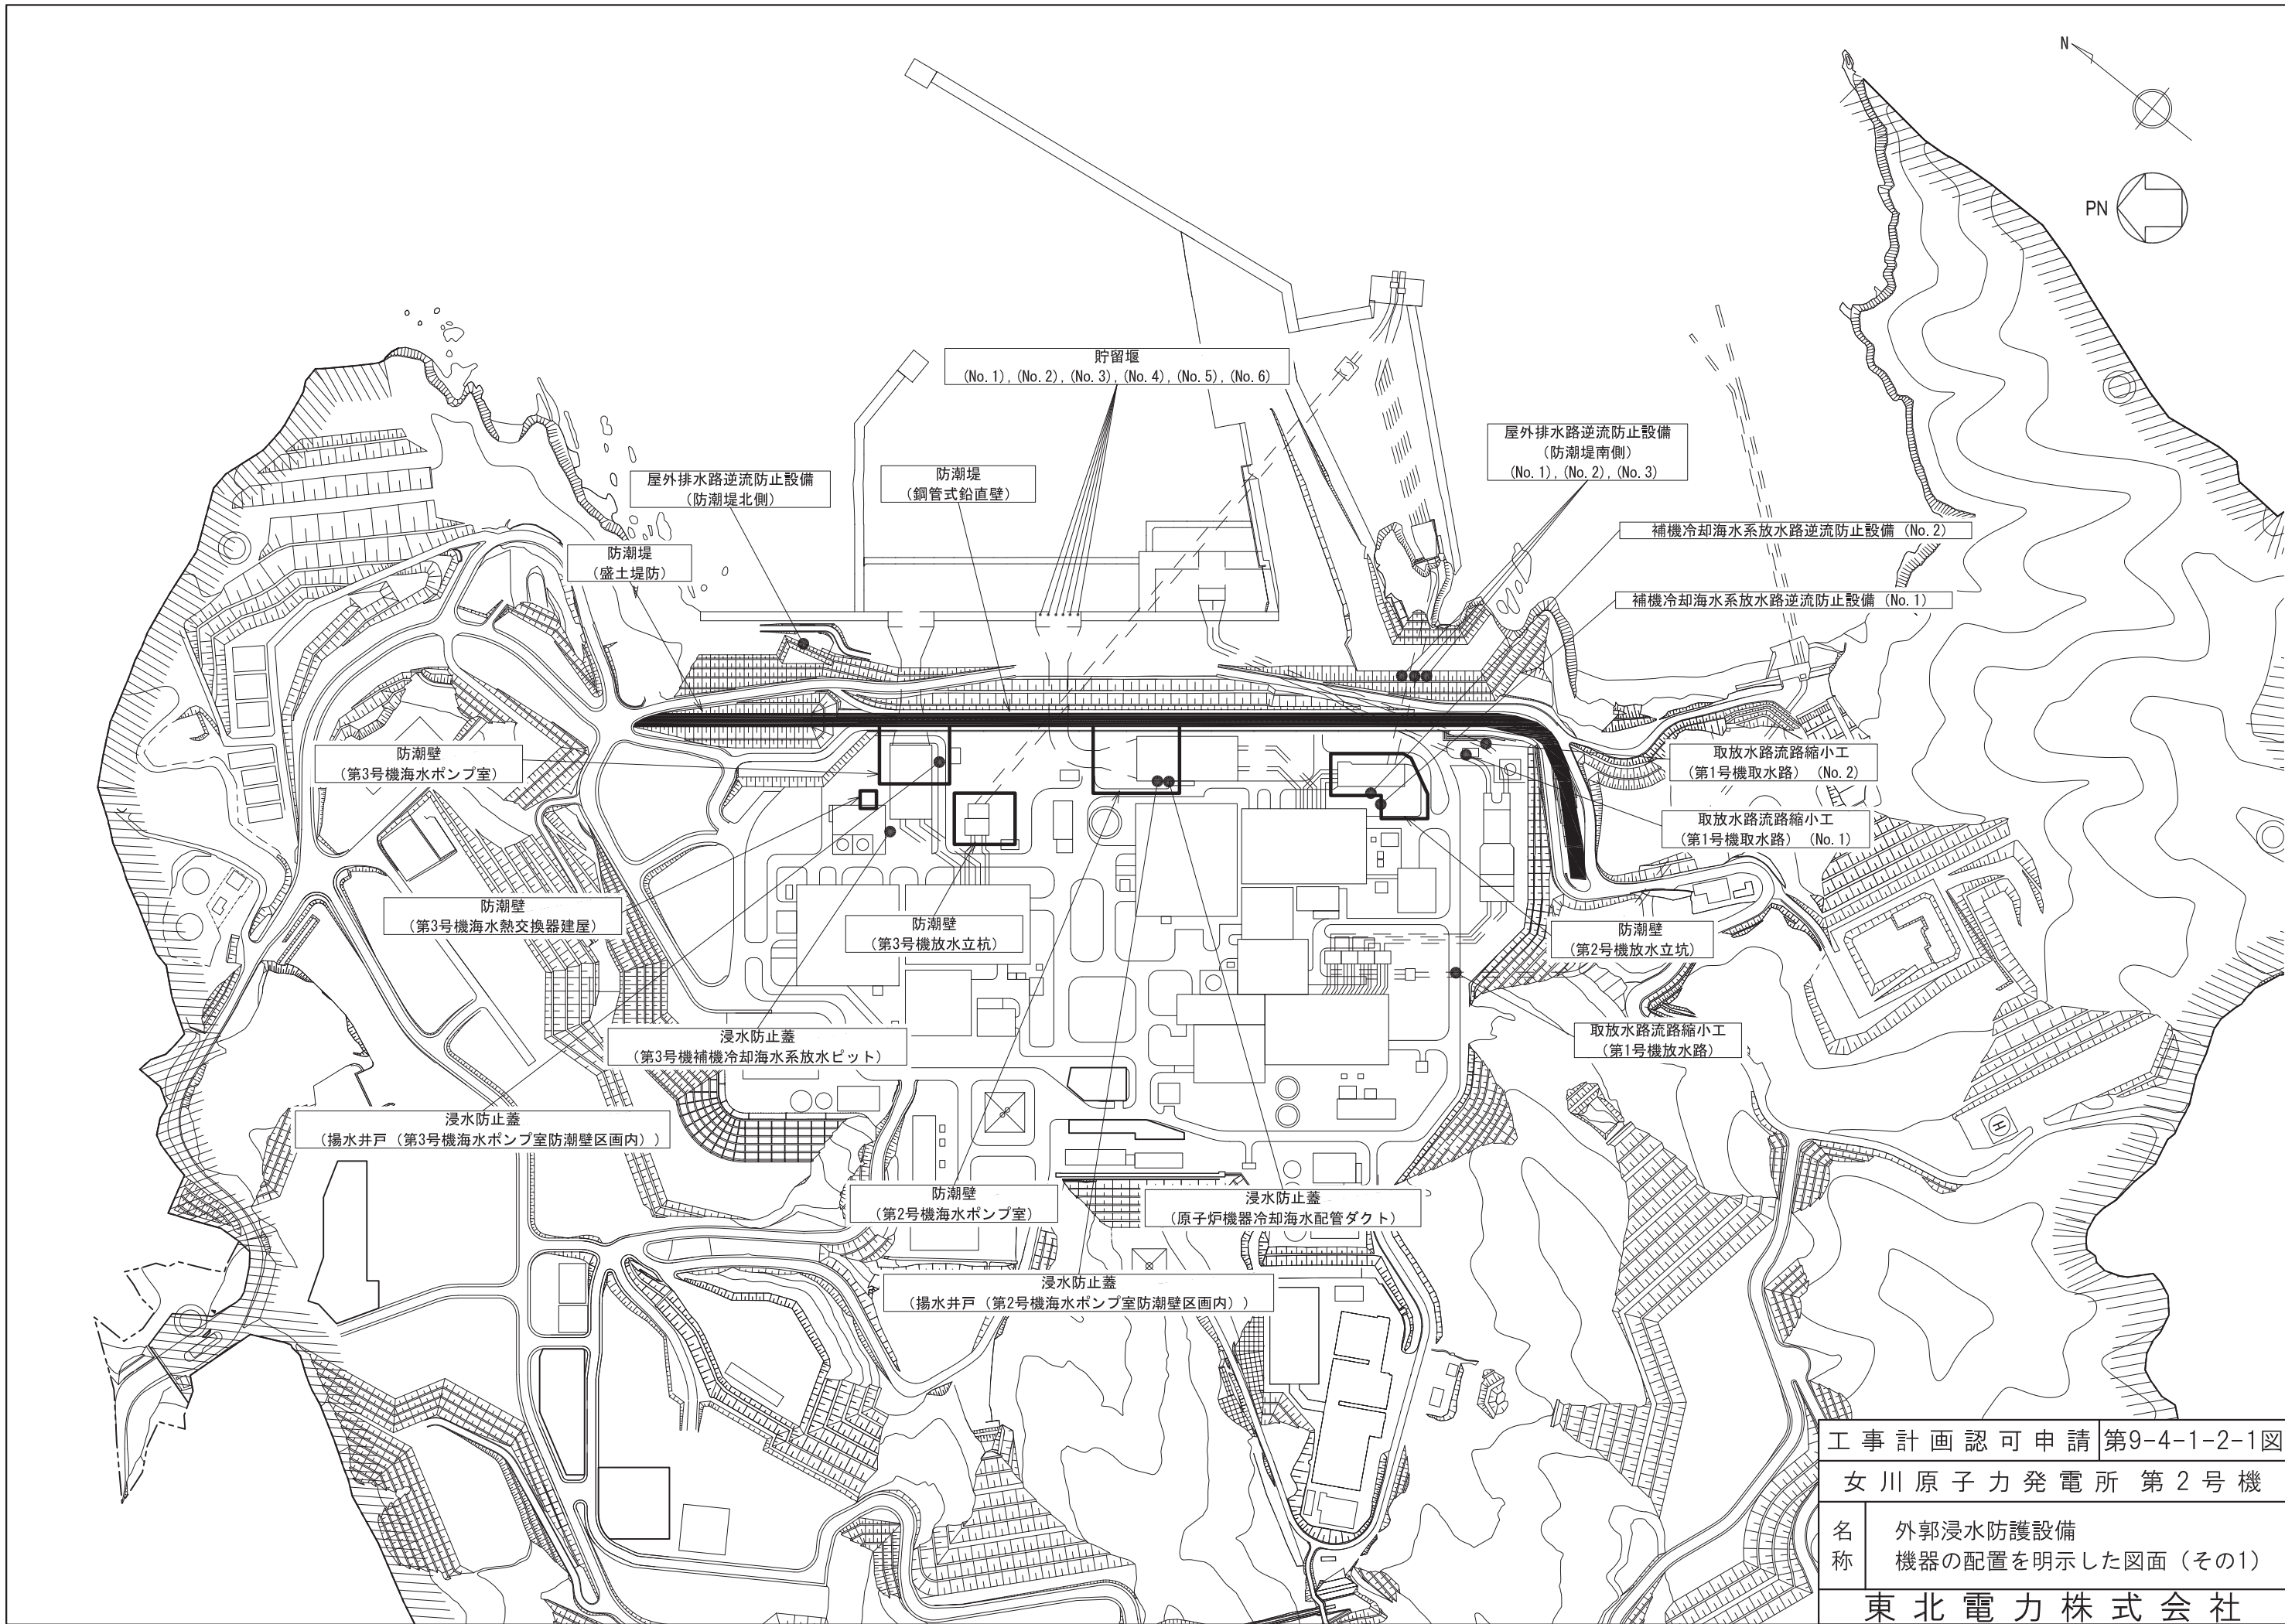 N
PN
貯留堰
(No. 1), (No. 2), (No. 3), (No. 4), (No. 5), (No. 6)
屋外排水路逆流防止設備
(防潮堤南側)
(No. 1), (No. 2), (No. 3)
屋外排水路逆流防止設備
(防潮堤北側)
防潮堤
(鋼管式鉛直壁)
補機冷却海水系放水路逆流防止設備 (No. 2)
防潮堤
(盛土堤防)
補機冷却海水系放水路逆流防止設備 (No. 1)
防潮壁
(第3号機海水ポンプ室)
取放水路流路縮小工
(第1号機取水路) (No. 2)
取放水路流路縮小工
(第1号機取水路) (No. 1)
防潮壁
(第3号機海水熱交換器建屋)
防潮壁
(第3号機放水立杭)
防潮壁
(第2号機放水立坑)
浸水防止蓋
(第3号機補機冷却海水系放水ピット)
取放水路流路縮小工
(第1号機放水路)
浸水防止蓋
(揚水井戸 (第3号機海水ポンプ室防潮壁区画内))
H
防潮壁
(第2号機海水ポンプ室)
浸水防止蓋
(原子炉機器冷却海水配管ダクト)
浸水防止蓋
(揚水井戸 (第2号機海水ポンプ室防潮壁区画内))
工事計画認可申請 第9-4-1-2-1図
女川原子力発電所 第2号機
名称 外郭浸水防護設備
機器の配置を明示した図面 (その1)
東北電力株式会社